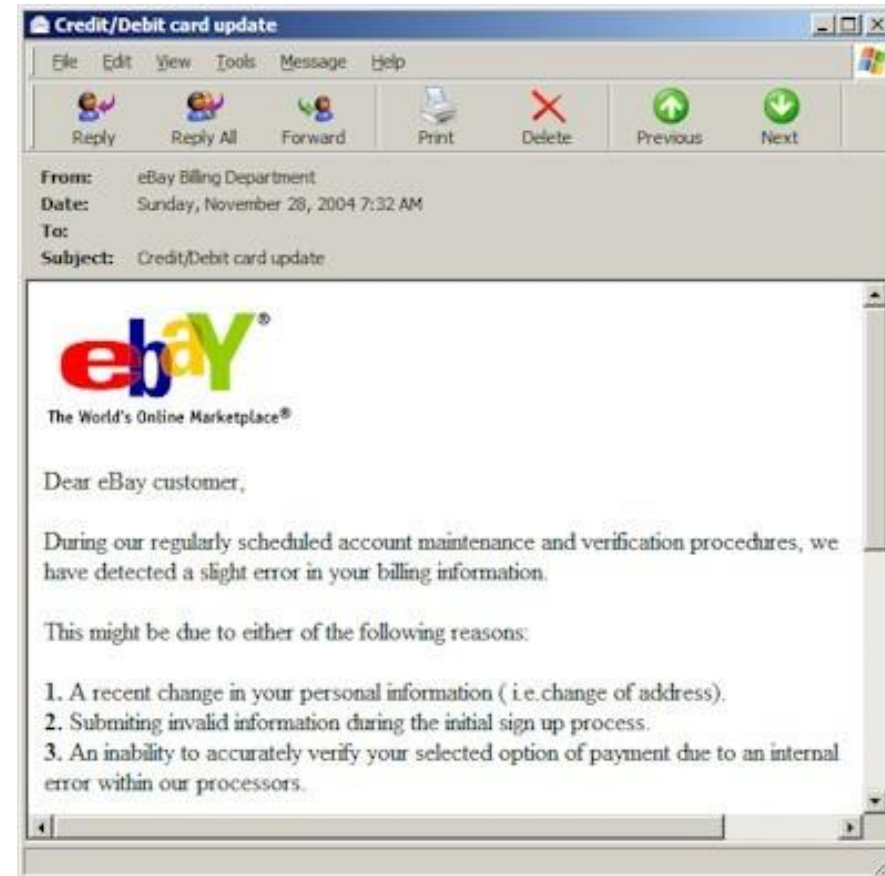 Credit/Debit card update
File Edit View Tools Message Help
Reply Reply All Forward Print Delete Previous Next
From: eBay Billing Department
Date: Sunday, November 28, 2004 7:32 AM
To:
Subject: Credit/Debit card update
ebaY®
The World's Online Marketplace®
Dear eBay customer,
During our regularly scheduled account maintenance and verification procedures, we
have detected a slight error in your billing information.
This might be due to either of the following reasons:
1. A recent change in your personal information ( i.e.change of address).
2. Submiting invalid information during the initial sign up process.
3. An inability to accurately verify your selected option of payment due to an internal
error within our processors.